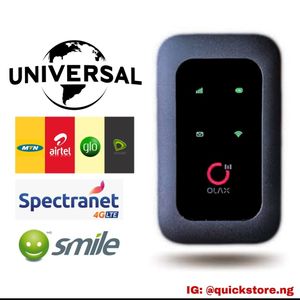 UNIVERSAL
MTN
airtel
glo
Spectranet
4G LTE
smile
OLAX
IG: @quickstore.ng